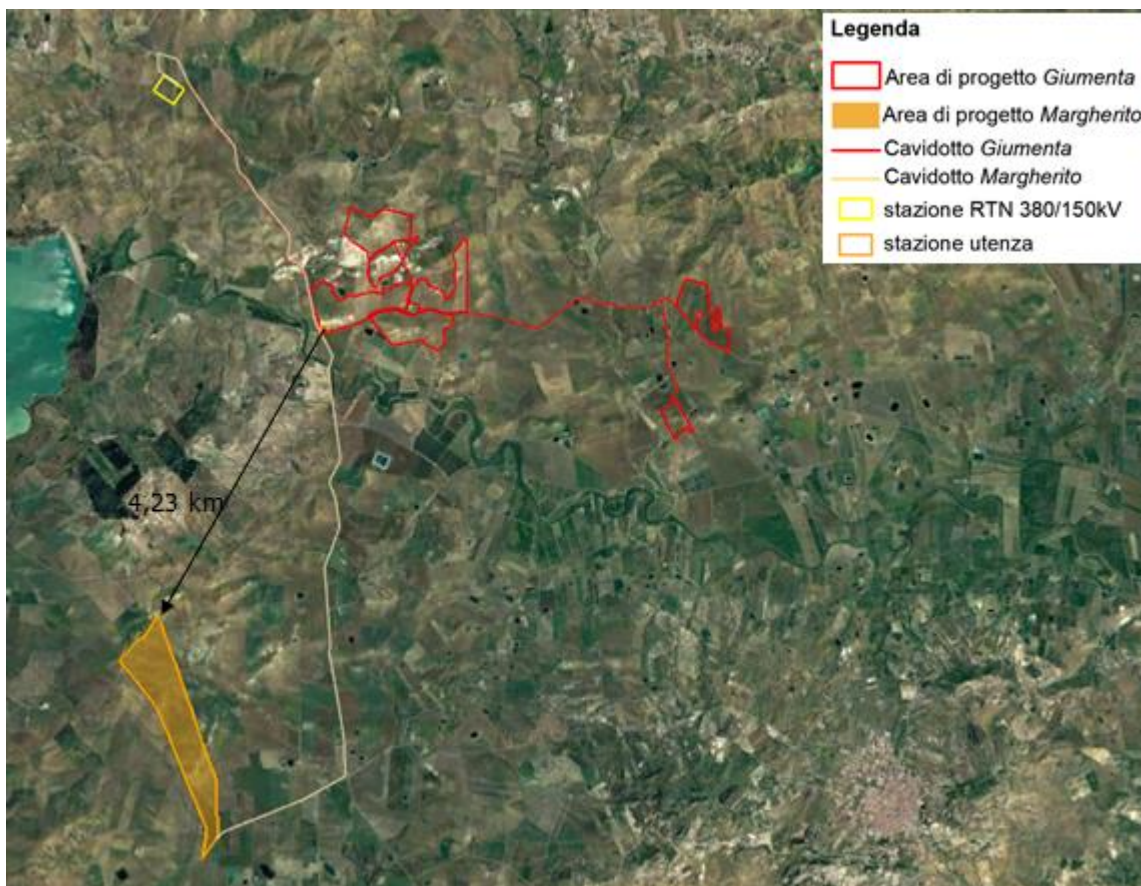 Legenda
Area di progetto Giumenta
Area di progetto Margherito
Cavidotto Giumenta
Cavidotto Margherito
stazione RTN 380/150kV
stazione utenza
4,23 km